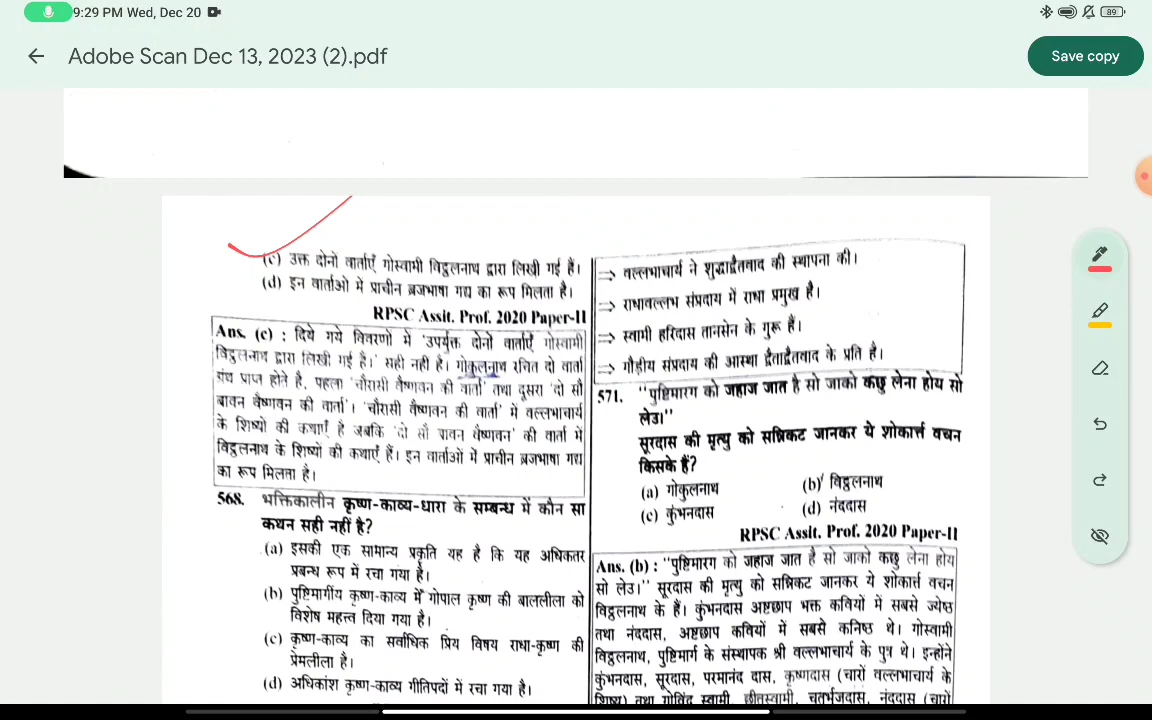 9:29 PM Wed, Dec 20
89
Adobe Scan Dec 13, 2023 (2).pdf
Save copy
(c) उक्त दोनों वार्ताएँ गोस्वामी विट्ठलनाथ द्वारा लिखी गई हैं।
(d) इन वार्ताओ में प्राचीन ब्रजभाषा गद्य का रूप मिलता है।
RPSC Assit. Prof. 2020 Paper-II
Ans. (c) : दिये गये विवरणो में 'उपर्युक्त दोनो वार्ताएँ गोस्वामी
विट्ठलनाथ द्वारा लिखी गई है।' सही नही है। गोकुलनाथ रचित दो वार्ता
ग्रंथ प्राप्त होते है, पहला 'चौरासी वैष्णवन की वार्ता' तथा दूसरा 'दो सौ
बावन वैष्णवन की वार्ता'। 'चौरासी वैष्णवन की वार्ता' मे वल्लभाचार्य
के शिष्यो की कथाएँ है जबकि 'दो सौ बावन वैष्णवन' की वार्ता में
विट्ठलनाथ के शिष्यों की कथाएँ हैं। इन वार्ताओं में प्राचीन ब्रजभाषा गद्य
का रूप मिलता है।
568. भक्तिकालीन कृष्ण-काव्य-धारा के सम्बन्ध में कौन सा
कथन सही नहीं है?
(a) इसकी एक सामान्य प्रकृति यह है कि यह अधिकतर
प्रबन्ध रूप में रचा गया है।
(b) पुष्टिमार्गीय कृष्ण-काव्य में गोपाल कृष्ण की बाललीला को
विशेष महत्त्व दिया गया है।
(c) कृष्ण-काव्य का सर्वाधिक प्रिय विषय राधा-कृष्ण की
प्रेमलीला है।
(d) अधिकांश कृष्ण-काव्य गीतिपदों में रचा गया है।
⇒ वल्लभाचार्य ने शुद्धाद्वैतवाद की स्थापना की।
⇒ राधावल्लभ संप्रदाय में राधा प्रमुख है।
⇒ स्वामी हरिदास तानसेन के गुरू हैं।
⇒ गौड़ीय संप्रदाय की आस्था द्वैताद्वैतवाद के प्रति है।
571. "पुष्टिमारग को जहाज जात है सो जाको कछु लेना होय सो
लेउ।"
सूरदास की मृत्यु को सन्निकट जानकर ये शोकार्त्त वचन
किसके हैं?
(a) गोकुलनाथ (b) विट्ठलनाथ
(c) कुंभनदास (d) नंददास
RPSC Assit. Prof. 2020 Paper-II
Ans. (b) : "पुष्टिमारग को जहाज जात है सो जाको कछु लेना होय
सो लेउ।" सूरदास की मृत्यु को सन्निकट जानकर ये शोकार्त्त वचन
विट्ठलनाथ के हैं। कुंभनदास अष्टछाप भक्त कवियों में सबसे ज्येष्ठ
तथा नंददास, अष्टछाप कवियों में सबसे कनिष्ठ थे। गोस्वामी
विट्ठलनाथ, पुष्टिमार्ग के संस्थापक श्री वल्लभाचार्य के पुत्र थे। इन्होंने
कुंभनदास, सूरदास, परमानंद दास, कृष्णदास (चारों वल्लभाचार्य के
शिष्य) तथा गोविंद स्वामी, छीतस्वामी, चतुर्भुजदास, नंददास (चारों